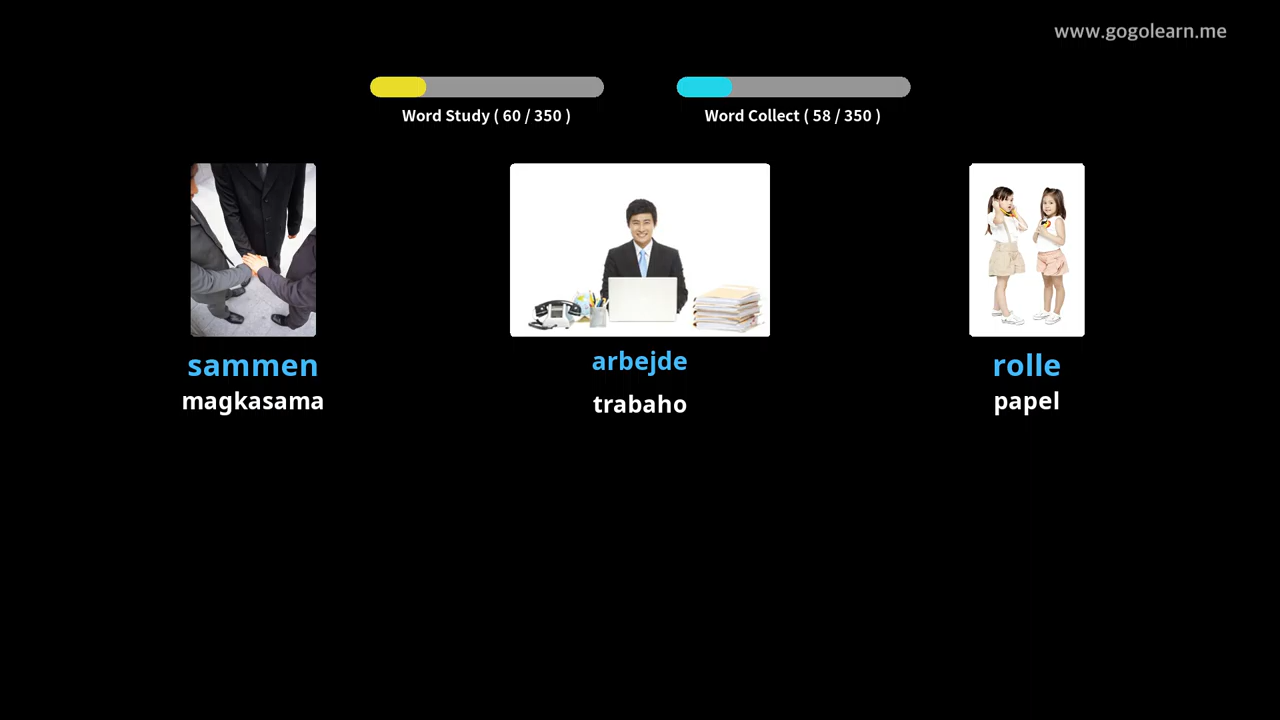 www.gogolearn.me
Word Study ( 60 / 350 )
Word Collect ( 58 / 350 )
sammen
magkasama
arbejde
trabaho
rolle
papel